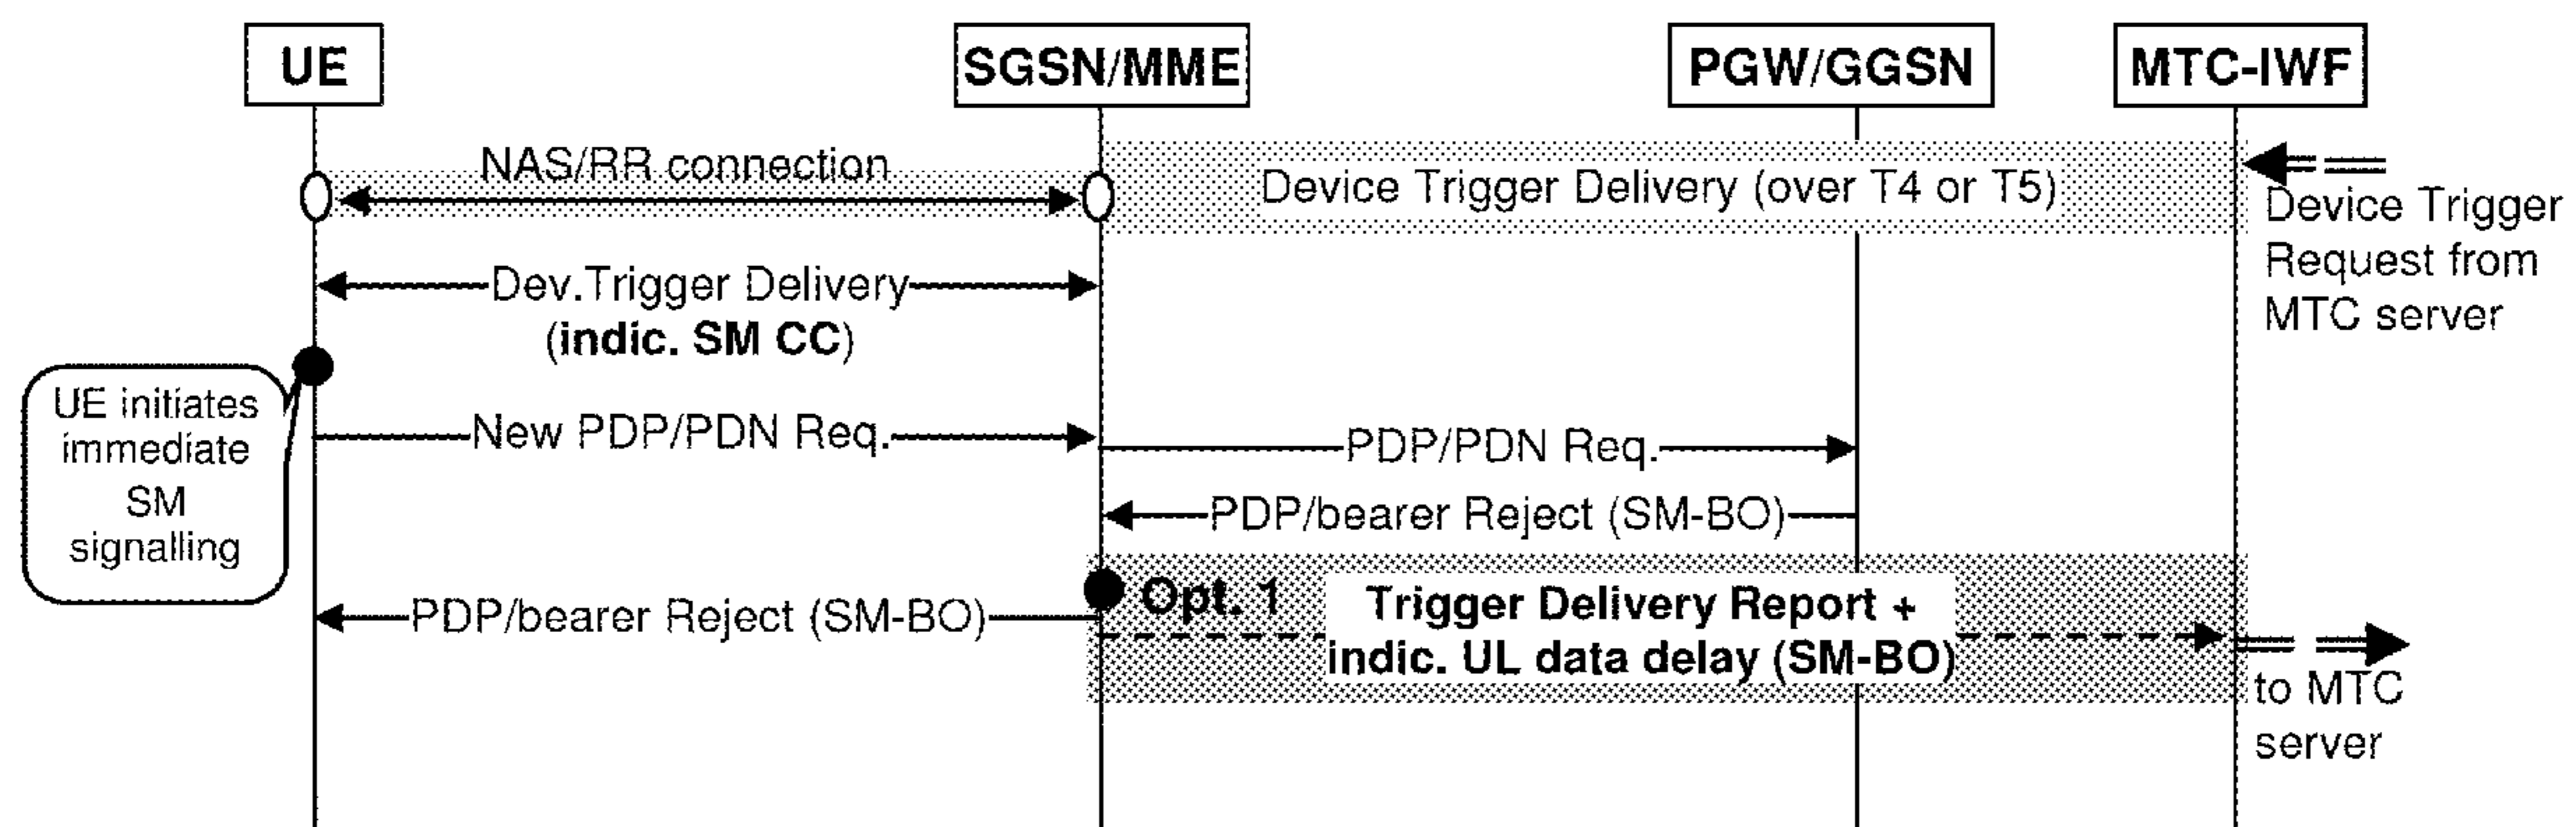 UE
SGSN/MME
PGW/GGSN
MTC-IWF
NAS/RR connection
Device Trigger Delivery (over T4 or T5)
Device Trigger
Request from
MTC server
Dev.Trigger Delivery
(indic. SM CC)
UE initiates
immediate
SM
signalling
New PDP/PDN Req.
PDP/PDN Req.
PDP/bearer Reject (SM-BO)
Opt. 1
Trigger Delivery Report +
indic. UL data delay (SM-BO)
PDP/bearer Reject (SM-BO)
to MTC
server